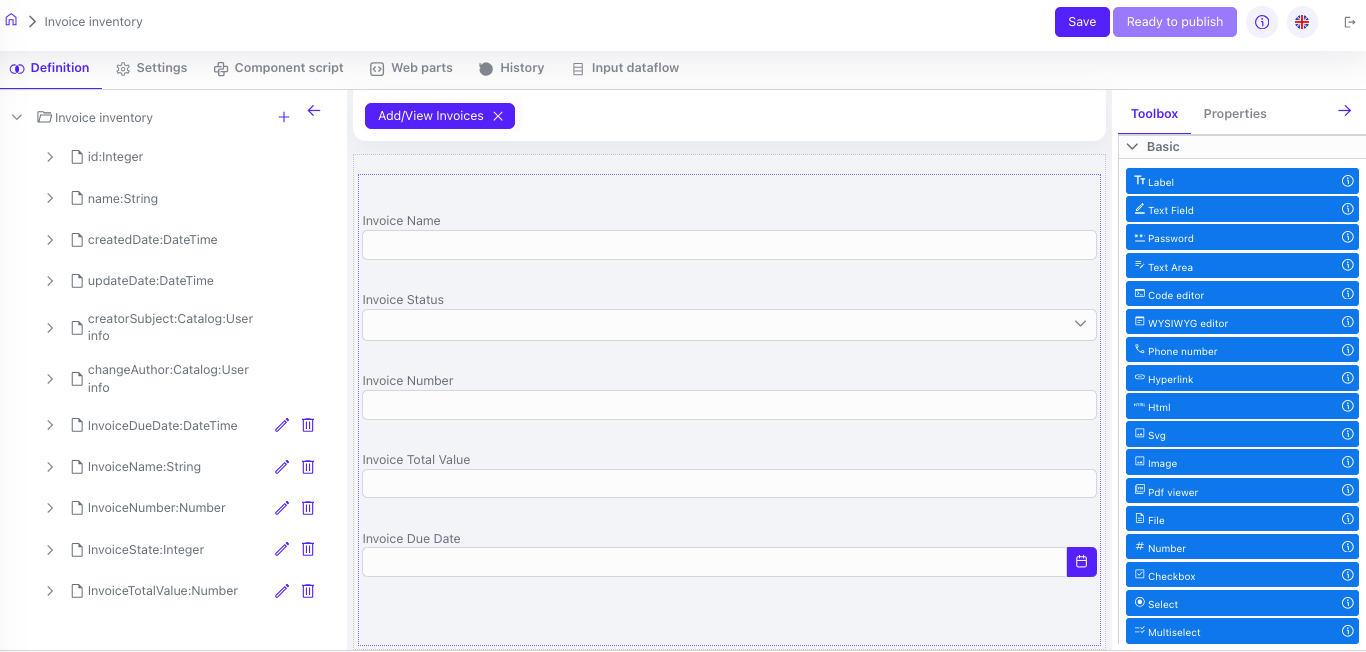 Invoice inventory
Save
Ready to publish
Definition
Settings
Component script
Web parts
History
Input dataflow
Invoice inventory
id:Integer
name:String
createdDate:DateTime
updateDate:DateTime
creatorSubject:Catalog:User
info
changeAuthor:Catalog:User
info
InvoiceDueDate:DateTime
InvoiceName:String
InvoiceNumber:Number
InvoiceState:Integer
InvoiceTotalValue:Number
Add/View Invoices
Invoice Name
Invoice Status
Invoice Number
Invoice Total Value
Invoice Due Date
Toolbox
Properties
Basic
Label
Text Field
Password
Text Area
Code editor
WYSIWYG editor
Phone number
Hyperlink
Html
Svg
Image
Pdf viewer
File
Number
Checkbox
Select
Multiselect